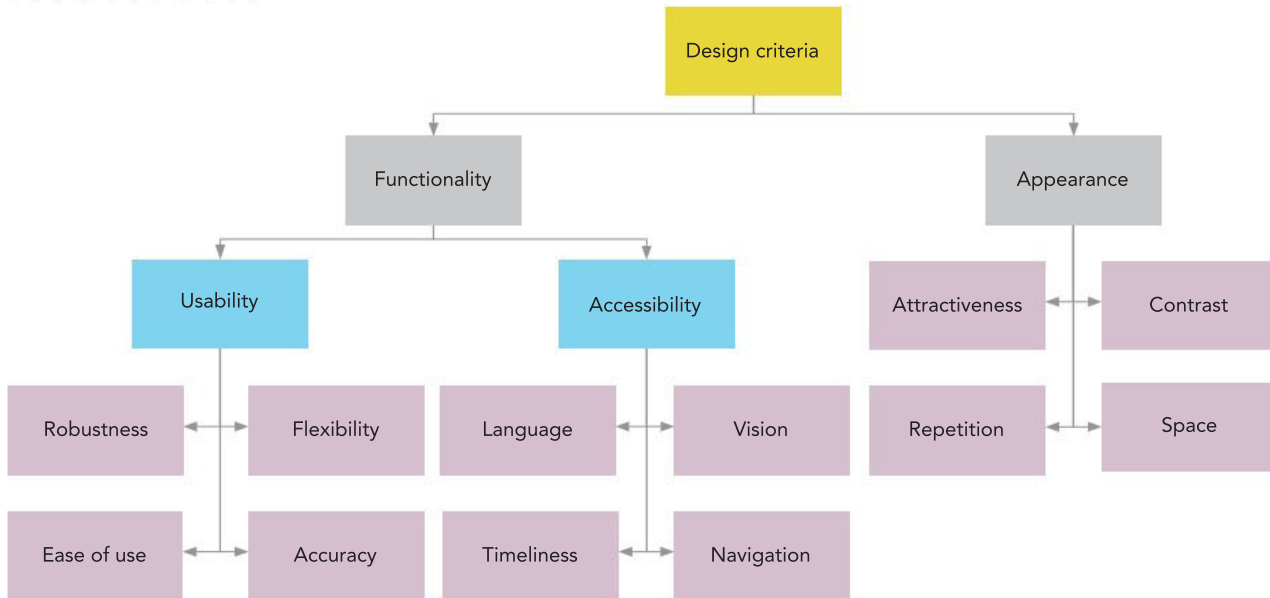 Design criteria
Functionality
Appearance
Usability
Accessibility
Attractiveness
Contrast
Robustness
Flexibility
Language
Vision
Repetition
Space
Ease of use
Accuracy
Timeliness
Navigation